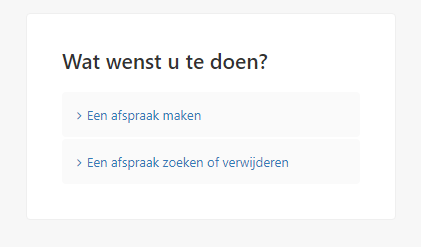 Wat wenst u te doen?
Een afspraak maken
Een afspraak zoeken of verwijderen